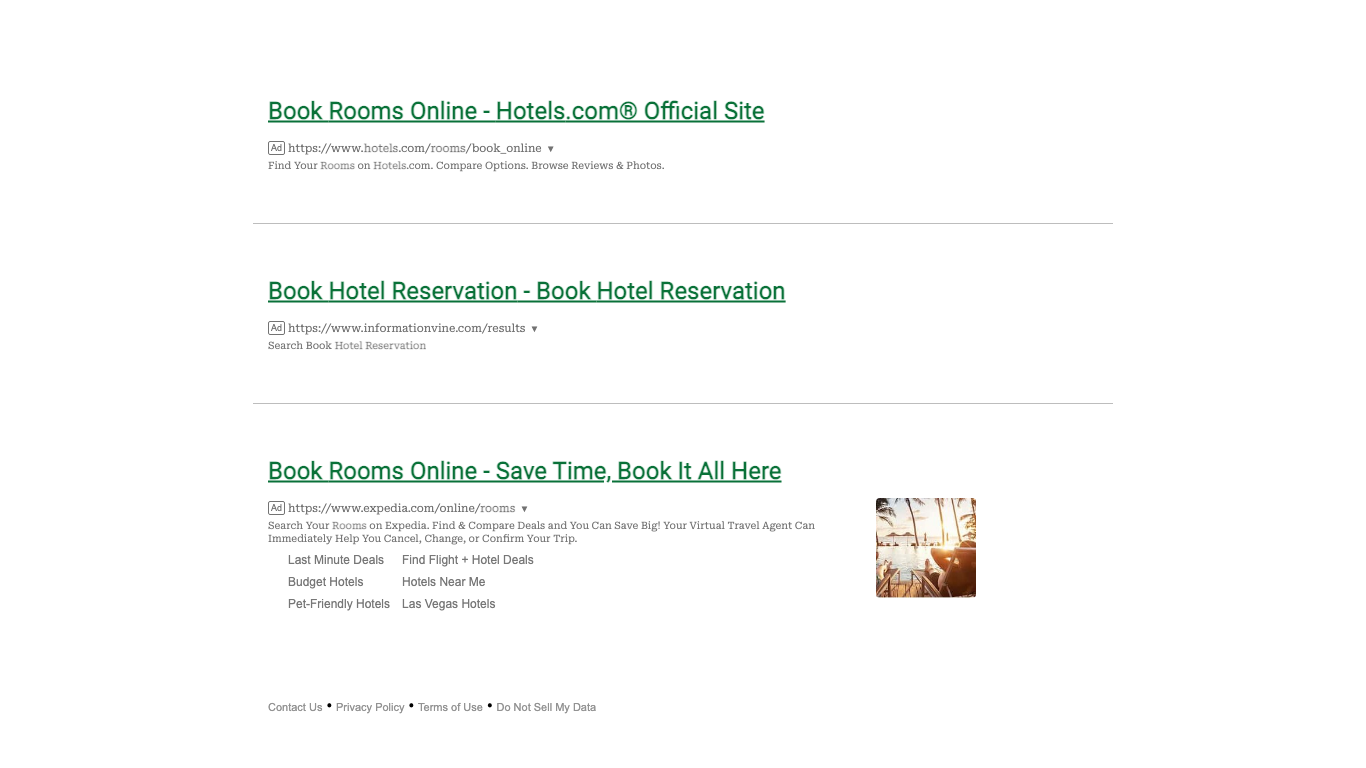 Book Rooms Online - Hotels.com® Official Site
Ad https://www.hotels.com/rooms/book_online ▼
Find Your Rooms on Hotels.com. Compare Options. Browse Reviews & Photos.
Book Hotel Reservation - Book Hotel Reservation
Ad https://www.informationvine.com/results ▼
Search Book Hotel Reservation
Book Rooms Online - Save Time, Book It All Here
Ad https://www.expedia.com/online/rooms ▼
Search Your Rooms on Expedia. Find & Compare Deals and You Can Save Big! Your Virtual Travel Agent Can
Immediately Help You Cancel, Change, or Confirm Your Trip.
Last Minute Deals Find Flight + Hotel Deals
Budget Hotels Hotels Near Me
Pet-Friendly Hotels Las Vegas Hotels
Contact Us • Privacy Policy • Terms of Use • Do Not Sell My Data